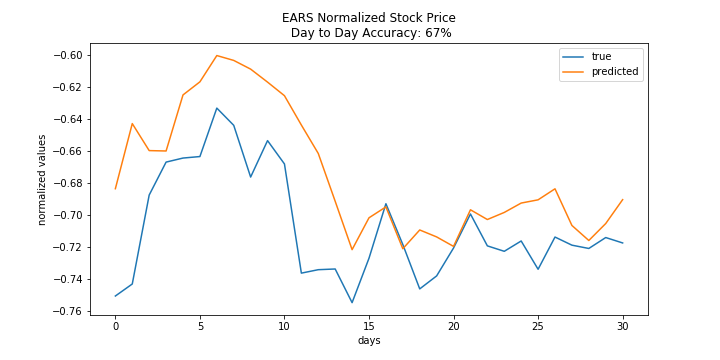 EARS Normalized Stock Price
Day to Day Accuracy: 67%
true
predicted
normalized values
−0.60
−0.62
−0.64
−0.66
−0.68
−0.70
−0.72
−0.74
−0.76
0 5 10 15 20 25 30
days